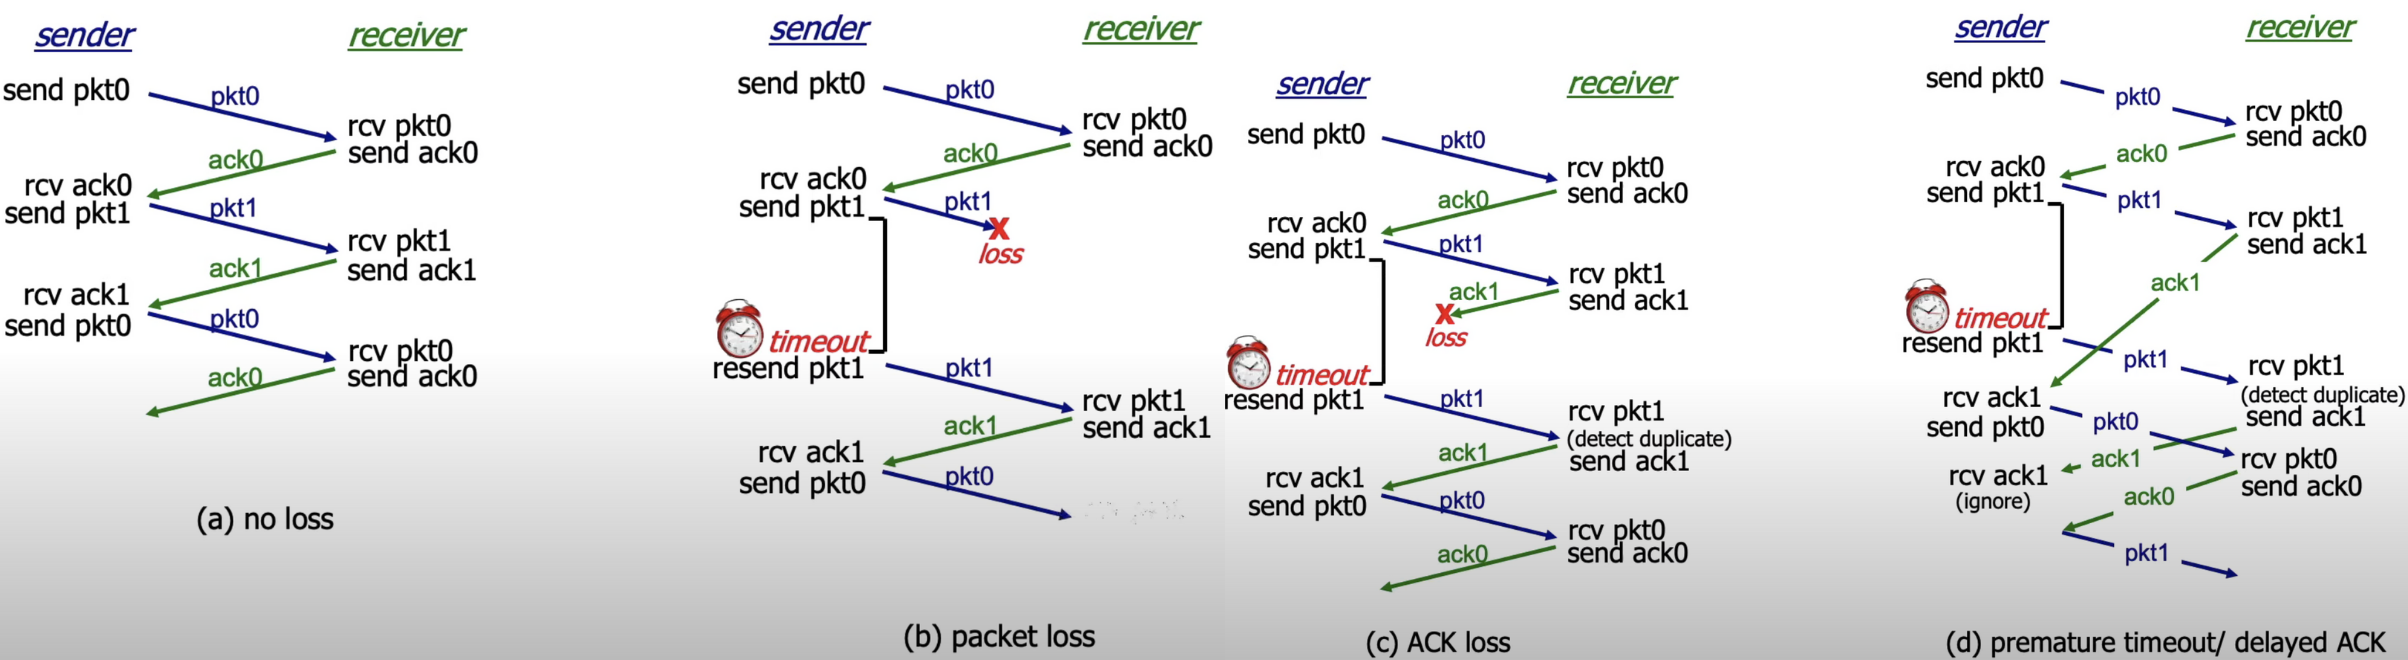 sender
receiver
send pkt0
pkt0
rcv pkt0
send ack0
ack0
rcv ack0
send pkt1
pkt1
rcv pkt1
send ack1
ack1
rcv ack1
send pkt0
pkt0
rcv pkt0
send ack0
ack0
(a) no loss
sender
receiver
send pkt0
pkt0
rcv pkt0
send ack0
ack0
rcv ack0
send pkt1
pkt1
X
loss
timeout
resend pkt1
pkt1
rcv pkt1
send ack1
ack1
rcv ack1
send pkt0
pkt0
(b) packet loss
sender
receiver
send pkt0
pkt0
rcv pkt0
send ack0
ack0
rcv ack0
send pkt1
pkt1
rcv pkt1
send ack1
ack1
X
loss
timeout
resend pkt1
pkt1
rcv pkt1
(detect duplicate)
send ack1
ack1
rcv ack1
send pkt0
pkt0
rcv pkt0
send ack0
ack0
(c) ACK loss
sender
receiver
send pkt0
pkt0
rcv pkt0
send ack0
ack0
rcv ack0
send pkt1
pkt1
rcv pkt1
send ack1
ack1
timeout
resend pkt1
pkt1
rcv pkt1
(detect duplicate)
send ack1
rcv ack1
send pkt0
pkt0
ack1
rcv ack1
(ignore)
rcv pkt0
send ack0
ack0
pkt1
(d) premature timeout/ delayed ACK